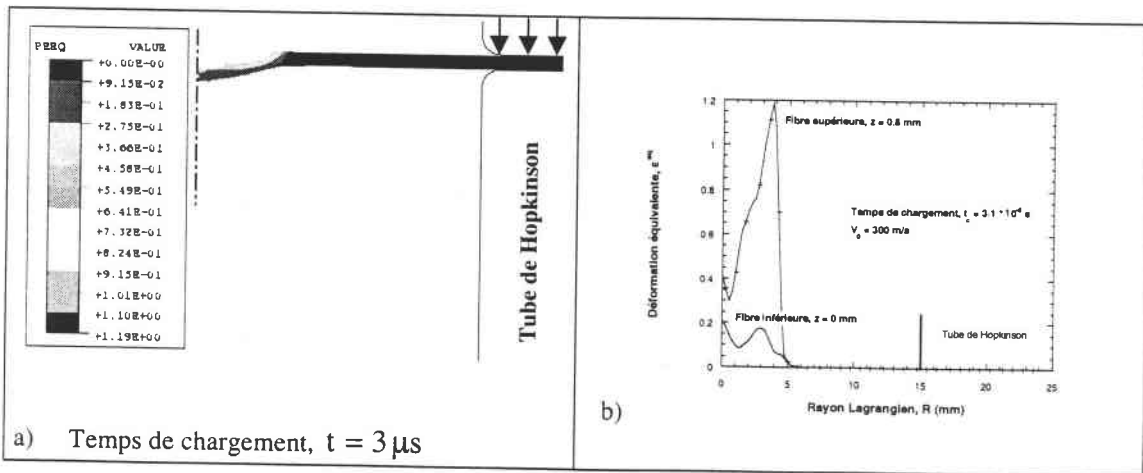 PEEQ VALUE
+0.00E-00
+9.15E-02
+1.83E-01
+2.75E-01
+3.66E-01
+4.58E-01
+5.49E-01
+6.41E-01
+7.32E-01
+8.24E-01
+9.15E-01
+1.01E+00
+1.10E+00
+1.19E+00
Tube de Hopkinson
a) Temps de chargement, t = 3 μs
Déformation équivalente, ε^eq
1.2
1
0.8
0.6
0.4
0.2
0
Fibre supérieure, z = 0.8 mm
Temps de chargement, t_c = 3.1 * 10^-6 s
V_0 = 300 m/s
Fibre inférieure, z = 0 mm
Tube de Hopkinson
0 5 10 15 20 25
Rayon Lagrangien, R (mm)
b)